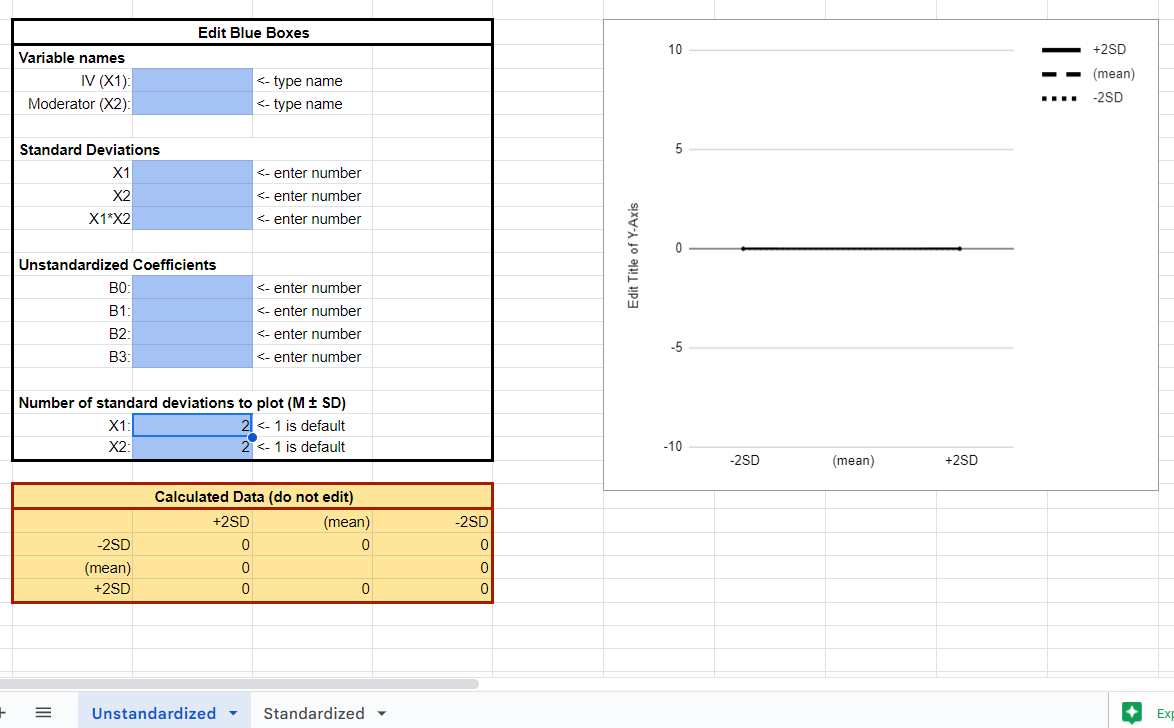 Edit Blue Boxes
Variable names
IV (X1): <- type name
Moderator (X2): <- type name
Standard Deviations
X1 <- enter number
X2 <- enter number
X1*X2 <- enter number
Unstandardized Coefficients
B0: <- enter number
B1: <- enter number
B2: <- enter number
B3: <- enter number
Number of standard deviations to plot (M ± SD)
X1: 2 <- 1 is default
X2: 2 <- 1 is default
Calculated Data (do not edit)
+2SD (mean) -2SD
-2SD 0 0 0
(mean) 0 0
+2SD 0 0 0
Edit Title of Y-Axis
10
5
0
-5
-10
-2SD (mean) +2SD
+2SD
(mean)
-2SD
Unstandardized Standardized